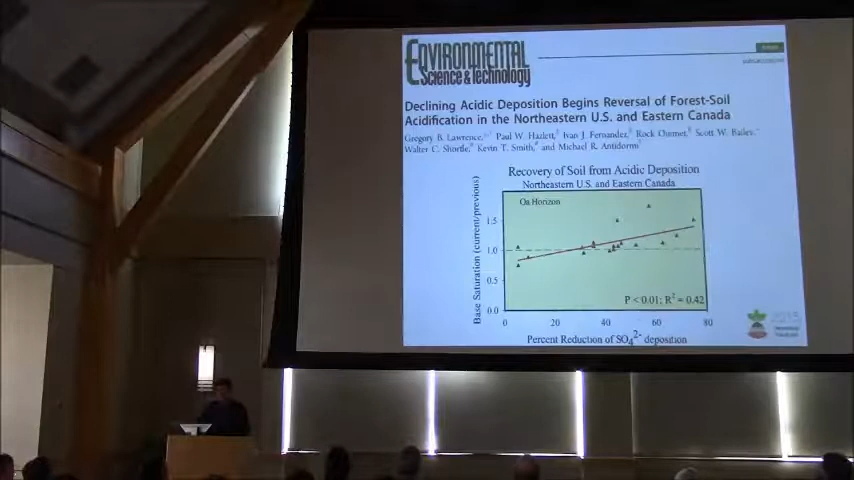 ENVIRONMENTAL
Science & Technology
Declining Acidic Deposition Begins Reversal of Forest-Soil
Acidification in the Northeastern U.S. and Eastern Canada
Gregory B. Lawrence, Paul W. Hazlett, Ivan J. Fernandez, Rock Ouimet, Scott W. Bailey,
Walter C. Shortle, Kevin T. Smith, and Michael R. Antidormi
Recovery of Soil from Acidic Deposition
Northeastern U.S. and Eastern Canada
Oa Horizon
Base Saturation (current/previous)
1.5
1.0
0.5
0.0
P < 0.01; R2 = 0.42
0 20 40 60 80
Percent Reduction of SO42- deposition
2015